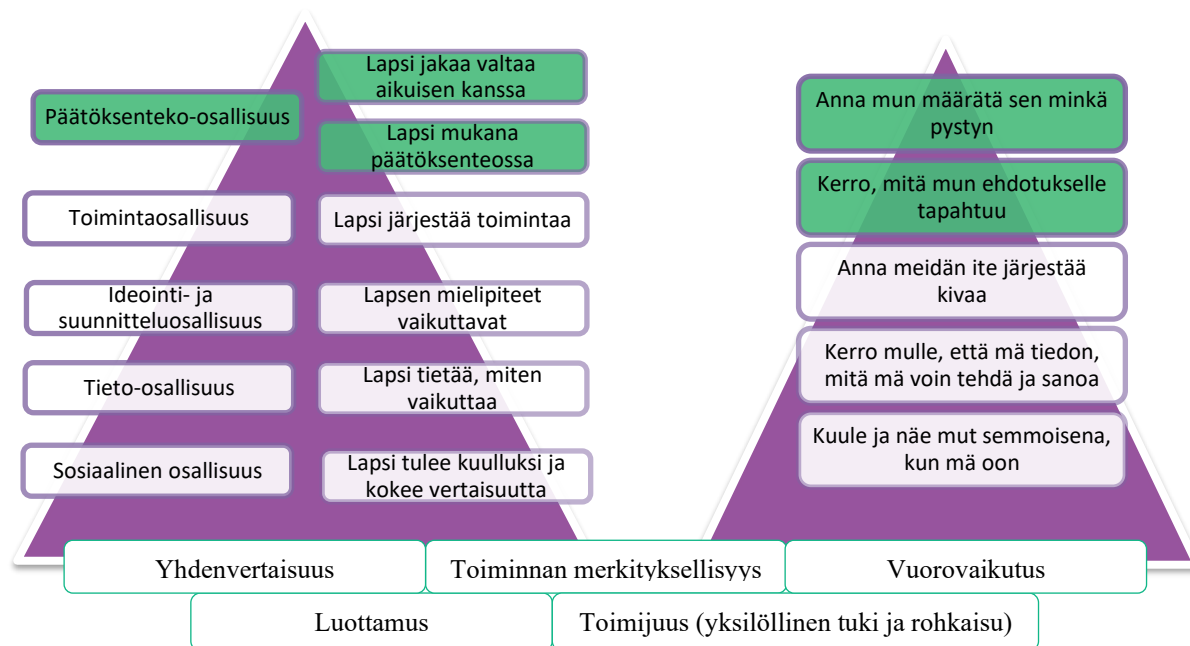 Päätöksenteko-osallisuus
Toimintaosallisuus
Ideointi- ja
suunnitteluosallisuus
Tieto-osallisuus
Sosiaalinen osallisuus
Lapsi jakaa valtaa
aikuisen kanssa
Lapsi mukana
päätöksenteossa
Lapsi järjestää toimintaa
Lapsen mielipiteet
vaikuttavat
Lapsi tietää, miten
vaikuttaa
Lapsi tulee kuulluksi ja
kokee vertaisuutta
Anna mun määrätä sen minkä
pystyn
Kerro, mitä mun ehdotukselle
tapahtuu
Anna meidän ite järjestää
kivaa
Kerro mulle, että mä tiedon,
mitä mä voin tehdä ja sanoa
Kuule ja näe mut semmoisena,
kun mä oon
Yhdenvertaisuus
Toiminnan merkityksellisyys
Vuorovaikutus
Luottamus
Toimijuus (yksilöllinen tuki ja rohkaisu)